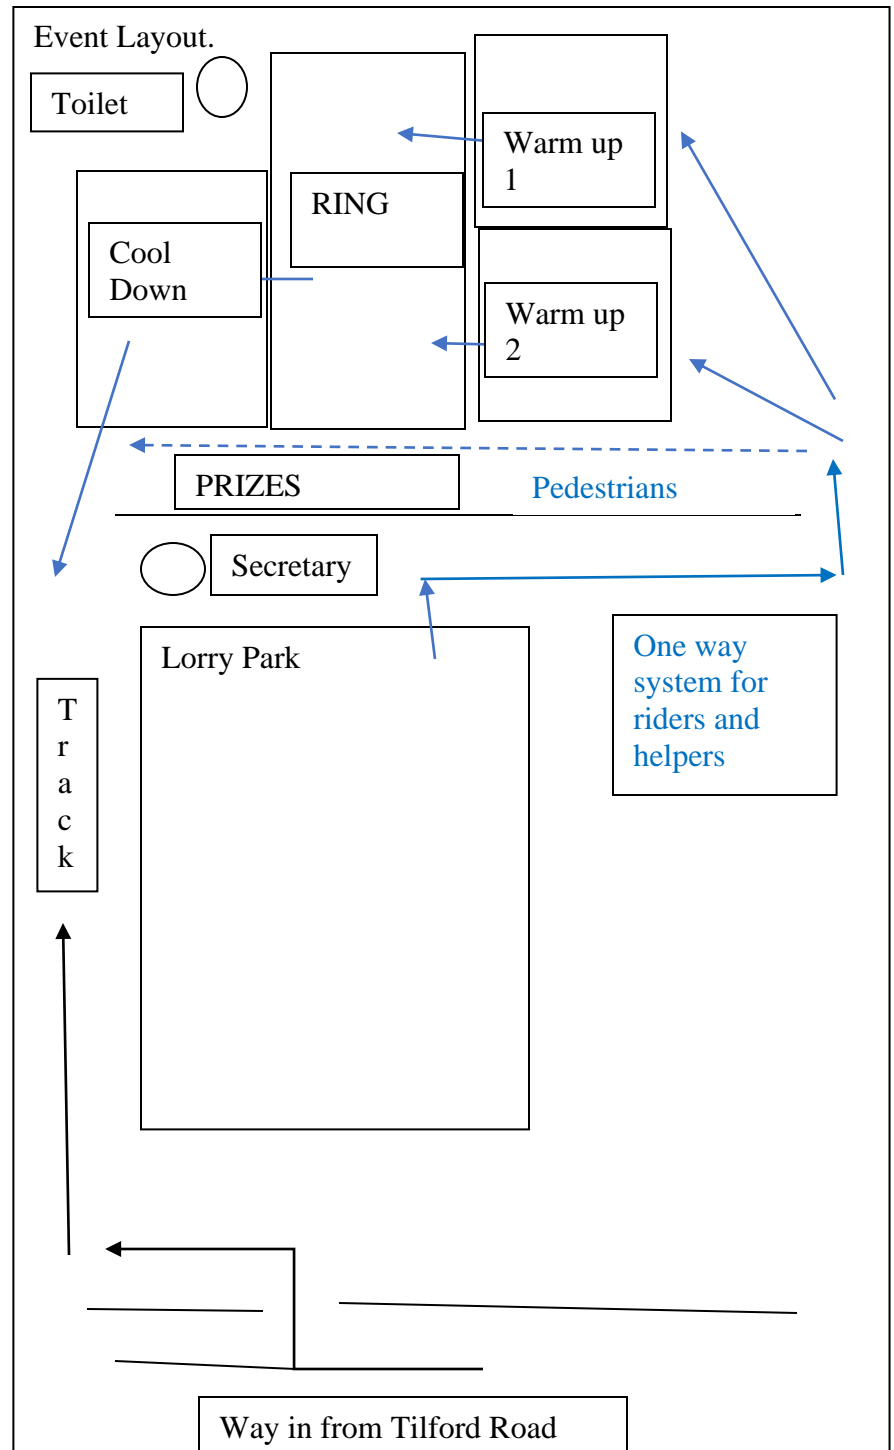 Event Layout.
Toilet
Warm up
1
RING
Cool
Down
Warm up
2
PRIZES
Pedestrians
Secretary
Lorry Park
One way
system for
riders and
helpers
T
r
a
c
k
Way in from Tilford Road